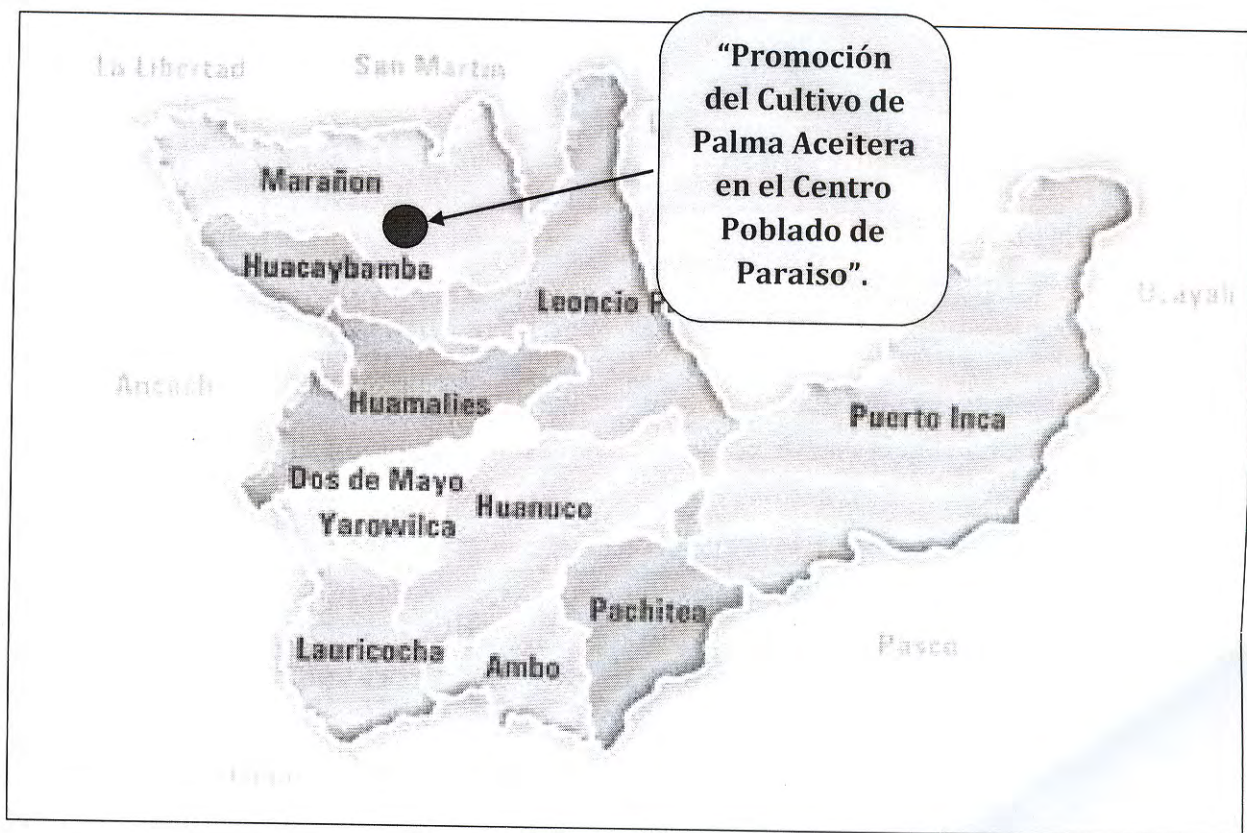 La Libertad
San Martin
“Promoción
del Cultivo de
Palma Aceitera
en el Centro
Poblado de
Paraiso”.
Marañon
Huacaybamba
Leoncio
Ucayali
Ancash
Huamalies
Puerto Inca
Dos de Mayo
Huanuco
Yarowilca
Pachitea
Lauricocha
Ambo
Pasco